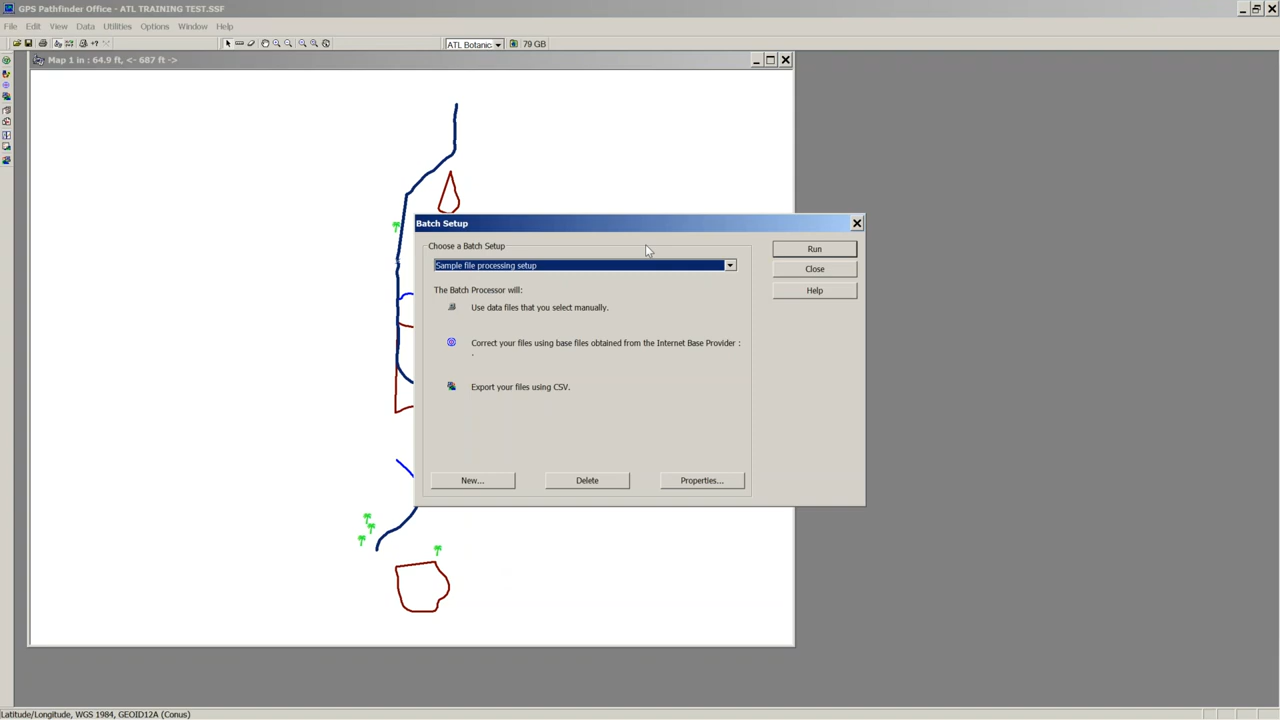 GPS Pathfinder Office - ATL TRAINING TEST.SSF
File Edit View Data Utilities Options Window Help
ATL Botanic 79 GB
Map 1 in : 64.9 ft, <- 687 ft ->
Batch Setup
Choose a Batch Setup
Run
Sample file processing setup
Close
The Batch Processor will:
Help
Use data files that you select manually.
Correct your files using base files obtained from the Internet Base Provider :
.
Export your files using CSV.
New... Delete Properties...
Latitude/Longitude, WGS 1984, GEOID12A (Conus)